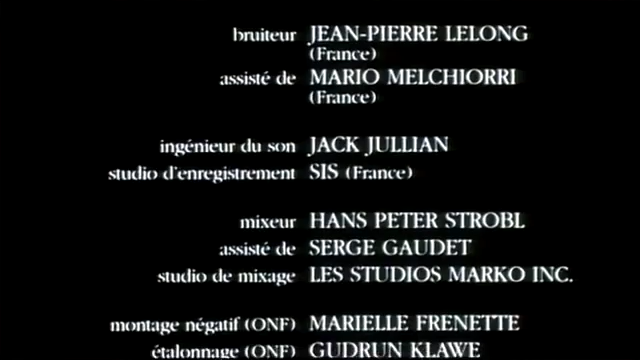 bruiteur JEAN-PIERRE LELONG
(France)
assisté de MARIO MELCHIORRI
(France)
ingénieur du son JACK JULLIAN
studio d'enregistrement SIS (France)
mixeur HANS PETER STROBL
assisté de SERGE GAUDET
studio de mixage LES STUDIOS MARKO INC.
montage négatif (ONF) MARIELLE FRENETTE
étalonnage (ONF) GUDRUN KLAWE